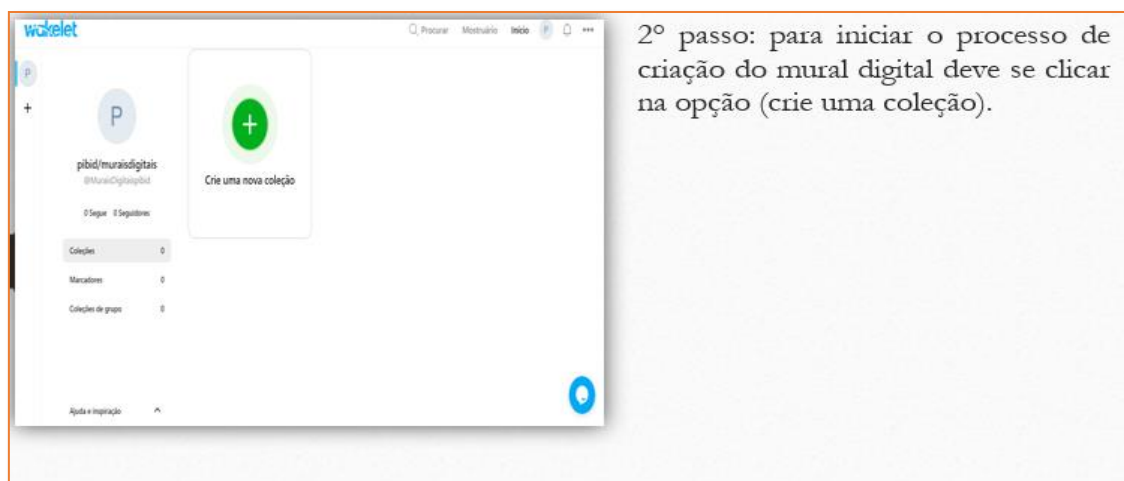 wakelet
Procurar Mostruário Início P
P
+
P
pibid/muraisdigitais
@MuraisDigitaispibid
0 Segue 0 Seguidores
Coleções 0
Marcadores 0
Coleções de grupo 0
Ajuda e inspiração
Crie uma nova coleção
2º passo: para iniciar o processo de
criação do mural digital deve se clicar
na opção (crie uma coleção).